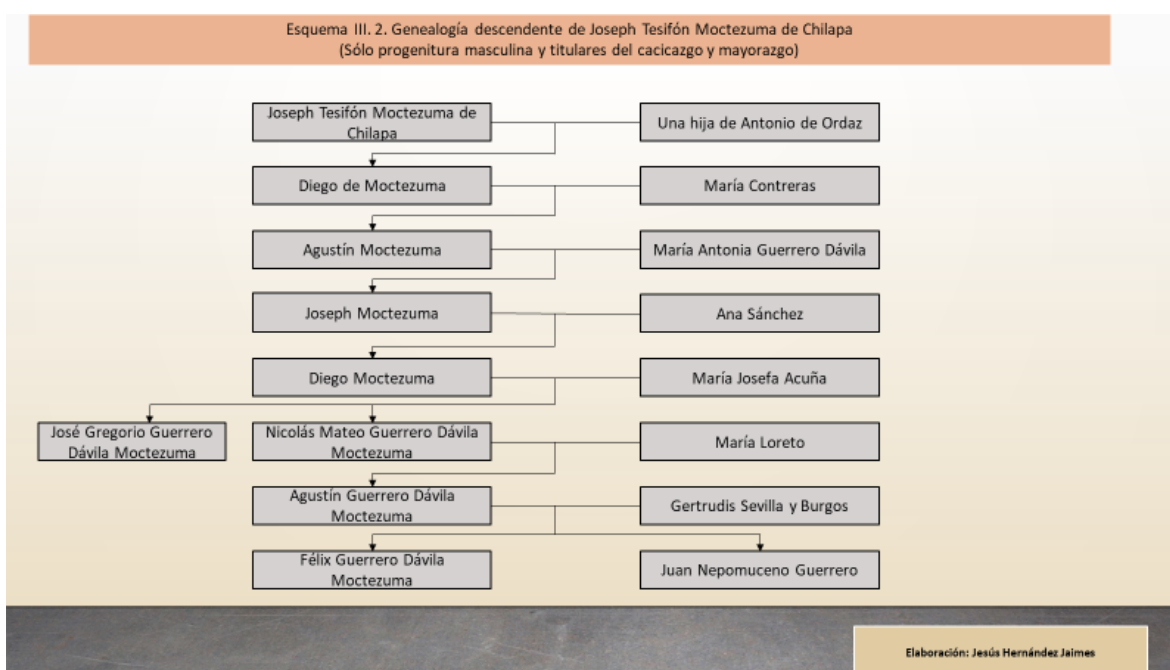 Esquema III. 2. Genealogía descendente de Joseph Tesifón Moctezuma de Chilapa
(Sólo progenitura masculina y titulares del cacicazgo y mayorazgo)
Joseph Tesifón Moctezuma de
Chilapa
Una hija de Antonio de Ordaz
Diego de Moctezuma
María Contreras
Agustín Moctezuma
María Antonia Guerrero Dávila
Joseph Moctezuma
Ana Sánchez
Diego Moctezuma
María Josefa Acuña
José Gregorio Guerrero
Dávila Moctezuma
Nicolás Mateo Guerrero Dávila
Moctezuma
María Loreto
Agustín Guerrero Dávila
Moctezuma
Gertrudis Sevilla y Burgos
Félix Guerrero Dávila
Moctezuma
Juan Nepomuceno Guerrero
Elaboración: Jesús Hernández Jaimes